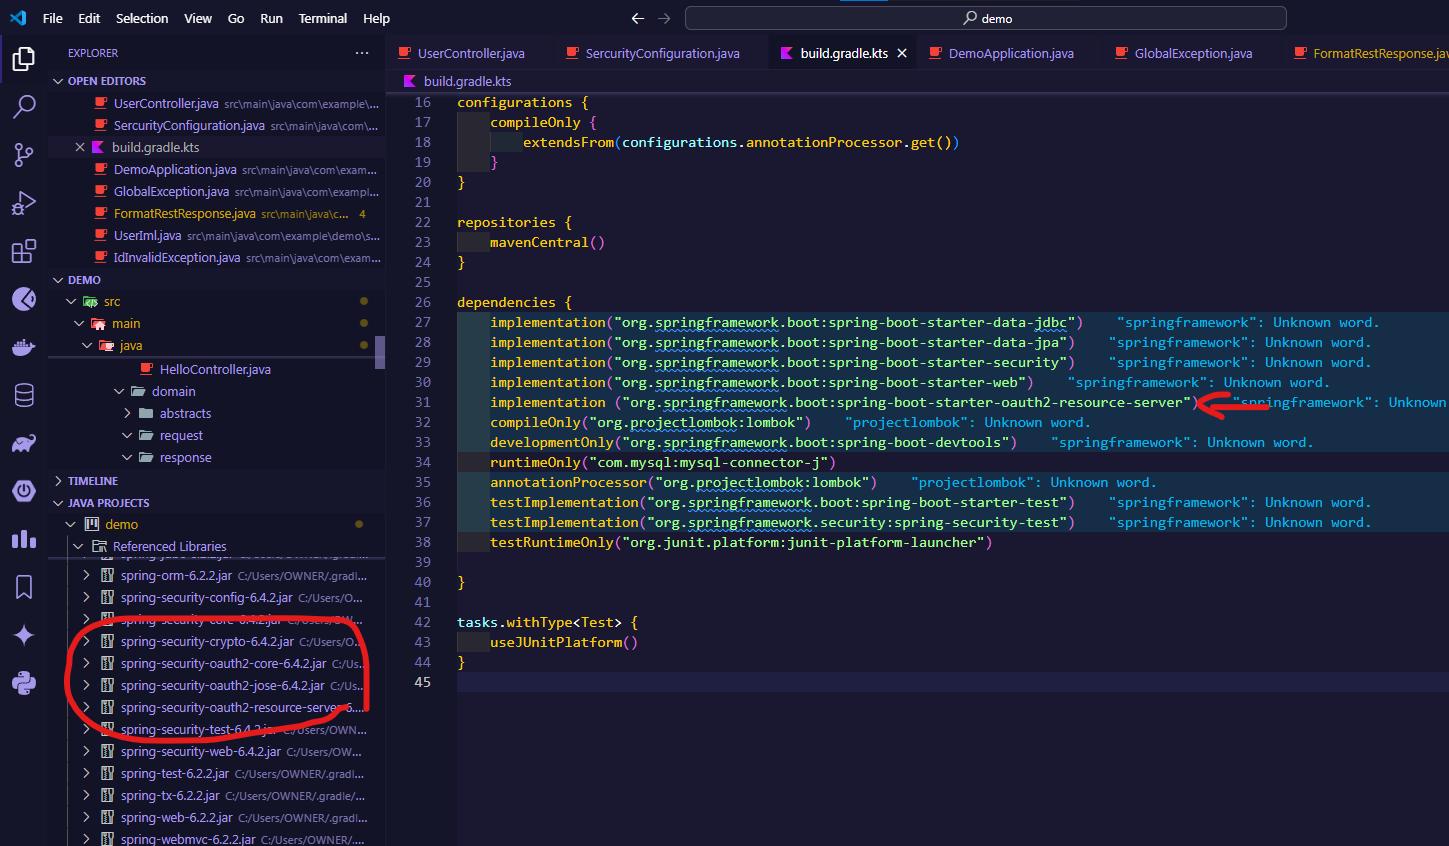 File Edit Selection View Go Run Terminal Help
demo
EXPLORER
OPEN EDITORS
UserController.java src\main\java\com\example\...
SercurityConfiguration.java src\main\java\com\...
build.gradle.kts
DemoApplication.java src\main\java\com\exam...
GlobalException.java src\main\java\com\exampl...
FormatRestResponse.java src\main\java\c... 4
UserIml.java src\main\java\com\example\demo\s...
IdInvalidException.java src\main\java\com\exam...
DEMO
src
main
java
HelloController.java
domain
abstracts
request
response
TIMELINE
JAVA PROJECTS
demo
Referenced Libraries
spring-orm-6.2.2.jar C:/Users/OWNER/.gradl...
spring-security-config-6.4.2.jar C:/Users/O...
spring-security-core-6.4.2.jar C:/Users/OW...
spring-security-crypto-6.4.2.jar C:/Users/O...
spring-security-oauth2-core-6.4.2.jar C:/Us...
spring-security-oauth2-jose-6.4.2.jar C:/Us...
spring-security-oauth2-resource-server-6....
spring-security-test-6.4.2.jar C:/Users/OWN...
spring-security-web-6.4.2.jar C:/Users/OW...
spring-test-6.2.2.jar C:/Users/OWNER/.gradl...
spring-tx-6.2.2.jar C:/Users/OWNER/.gradle/...
spring-web-6.2.2.jar C:/Users/OWNER/.grad...
spring-webmvc-6.2.2.jar C:/Users/OWNER/....
UserController.java SercurityConfiguration.java build.gradle.kts DemoApplication.java GlobalException.java FormatRestResponse.jav
build.gradle.kts
16 configurations {
17 compileOnly {
18 extendsFrom(configurations.annotationProcessor.get())
19 }
20 }
21
22 repositories {
23 mavenCentral()
24 }
25
26 dependencies {
27 implementation("org.springframework.boot:spring-boot-starter-data-jdbc") "springframework": Unknown word.
28 implementation("org.springframework.boot:spring-boot-starter-data-jpa") "springframework": Unknown word.
29 implementation("org.springframework.boot:spring-boot-starter-security") "springframework": Unknown word.
30 implementation("org.springframework.boot:spring-boot-starter-web") "springframework": Unknown word.
31 implementation ("org.springframework.boot:spring-boot-starter-oauth2-resource-server") "springframework": Unknown
32 compileOnly("org.projectlombok:lombok") "projectlombok": Unknown word.
33 developmentOnly("org.springframework.boot:spring-boot-devtools") "springframework": Unknown word.
34 runtimeOnly("com.mysql:mysql-connector-j")
35 annotationProcessor("org.projectlombok:lombok") "projectlombok": Unknown word.
36 testImplementation("org.springframework.boot:spring-boot-starter-test") "springframework": Unknown word.
37 testImplementation("org.springframework.security:spring-security-test") "springframework": Unknown word.
38 testRuntimeOnly("org.junit.platform:junit-platform-launcher")
39
40 }
41
42 tasks.withType<Test> {
43 useJUnitPlatform()
44 }
45